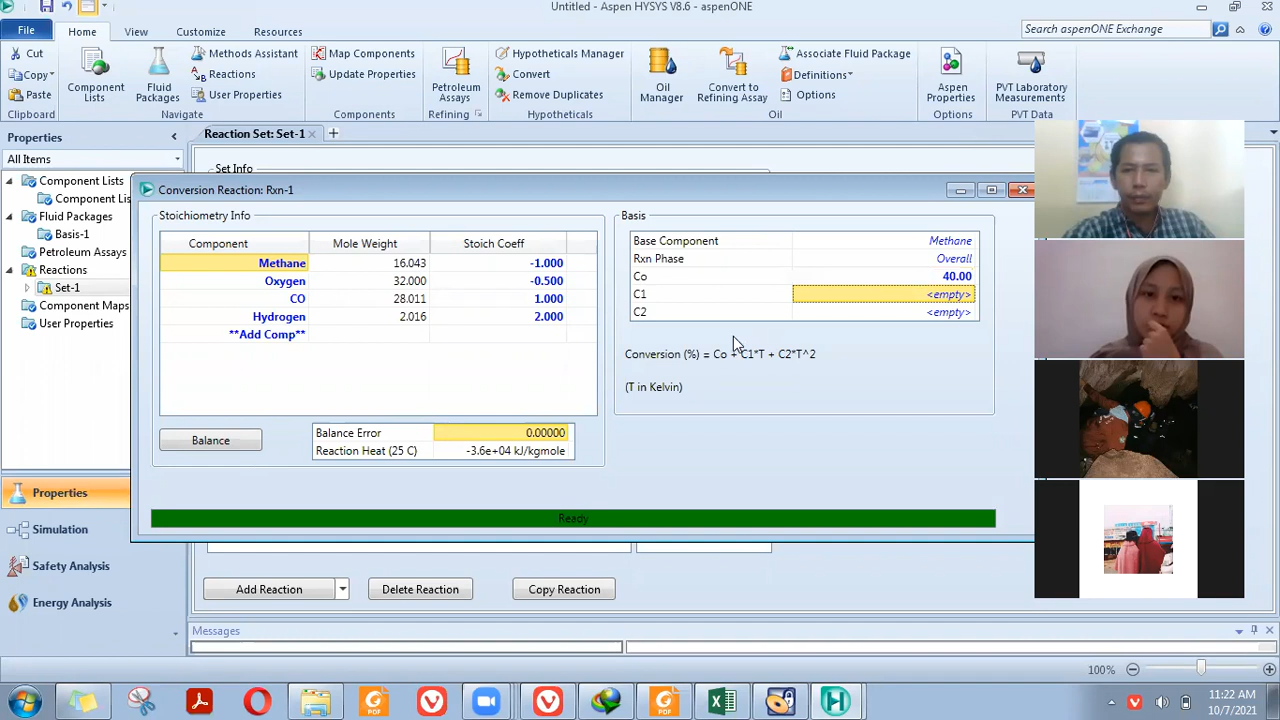 Untitled - Aspen HYSYS V8.6 - aspenONE
File
Home
View
Customize
Resources
Search aspenONE Exchange
Cut
Copy
Paste
Clipboard
Component Lists
Fluid Packages
Methods Assistant
Reactions
User Properties
Navigate
Map Components
Update Properties
Components
Petroleum Assays
Refining
Hypotheticals Manager
Convert
Remove Duplicates
Hypotheticals
Oil Manager
Convert to Refining Assay
Associate Fluid Package
Definitions
Options
Oil
Aspen Properties
Options
PVT Laboratory Measurements
PVT Data
Properties
All Items
Component Lists
Component Lis
Fluid Packages
Basis-1
Petroleum Assays
Reactions
Set-1
Component Maps
User Properties
Properties
Simulation
Safety Analysis
Energy Analysis
Reaction Set: Set-1
Set Info
Conversion Reaction: Rxn-1
Stoichiometry Info
Component Mole Weight Stoich Coeff
Methane 16.043 -1.000
Oxygen 32.000 -0.500
CO 28.011 1.000
Hydrogen 2.016 2.000
**Add Comp**
Balance
Balance Error 0.00000
Reaction Heat (25 C) -3.6e+04 kJ/kgmole
Basis
Base Component Methane
Rxn Phase Overall
Co 40.00
C1 <empty>
C2 <empty>
Conversion (%) = Co + C1*T + C2*T^2
(T in Kelvin)
Ready
Add Reaction
Delete Reaction
Copy Reaction
Messages
100%
PDF
PDF
11:22 AM
10/7/2021